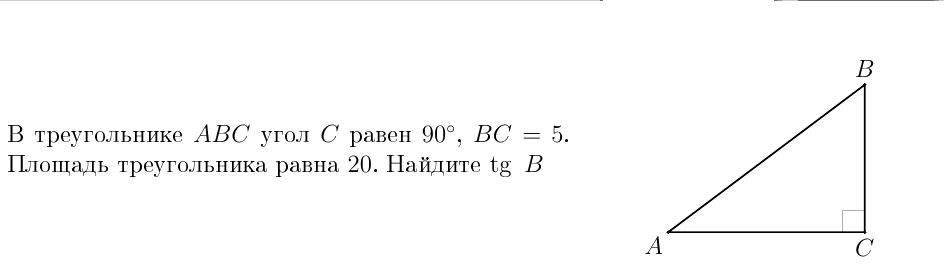 В треугольнике ABC угол C равен 90°, BC = 5.
Площадь треугольника равна 20. Найдите tg B
B
A
C